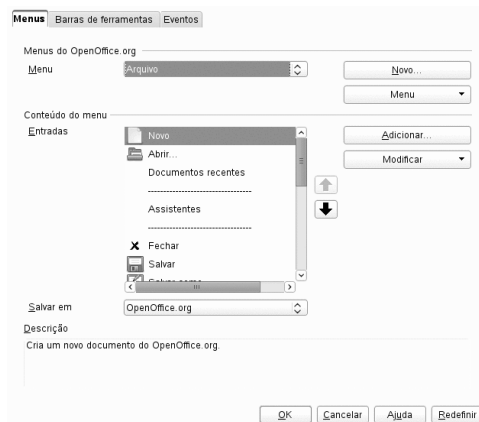 Menus Barras de ferramentas Eventos
Menus do OpenOffice.org
Menu Arquivo Novo...
Menu
Conteúdo do menu
Entradas Novo Adicionar...
Abrir... Modificar
Documentos recentes
--------------------------------
Assistentes
--------------------------------
Fechar
Salvar
Salvar como
Salvar em OpenOffice.org
Descrição
Cria um novo documento do OpenOffice.org.
OK Cancelar Ajuda Redefinir